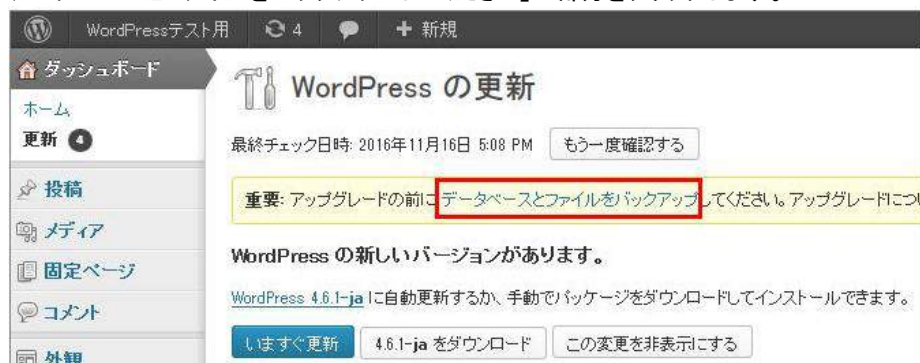 WordPressテスト用 4 + 新規
ダッシュボード
ホーム
更新 4
投稿
メディア
固定ページ
コメント
外観
WordPress の更新
最終チェック日時: 2016年11月16日 5:08 PM もう一度確認する
重要: アップグレードの前にデータベースとファイルをバックアップしてください。アップグレードにつ
WordPress の新しいバージョンがあります。
WordPress 4.6.1–ja に自動更新するか、手動でパッケージをダウンロードしてインストールできます。
いますぐ更新 4.6.1–ja をダウンロード この変更を非表示にする